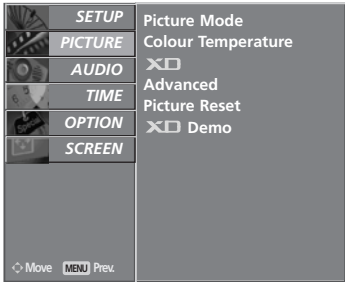 SETUP
PICTURE
AUDIO
TIME
OPTION
SCREEN
Move MENU Prev.
Picture Mode
Colour Temperature
XD
Advanced
Picture Reset
XD Demo